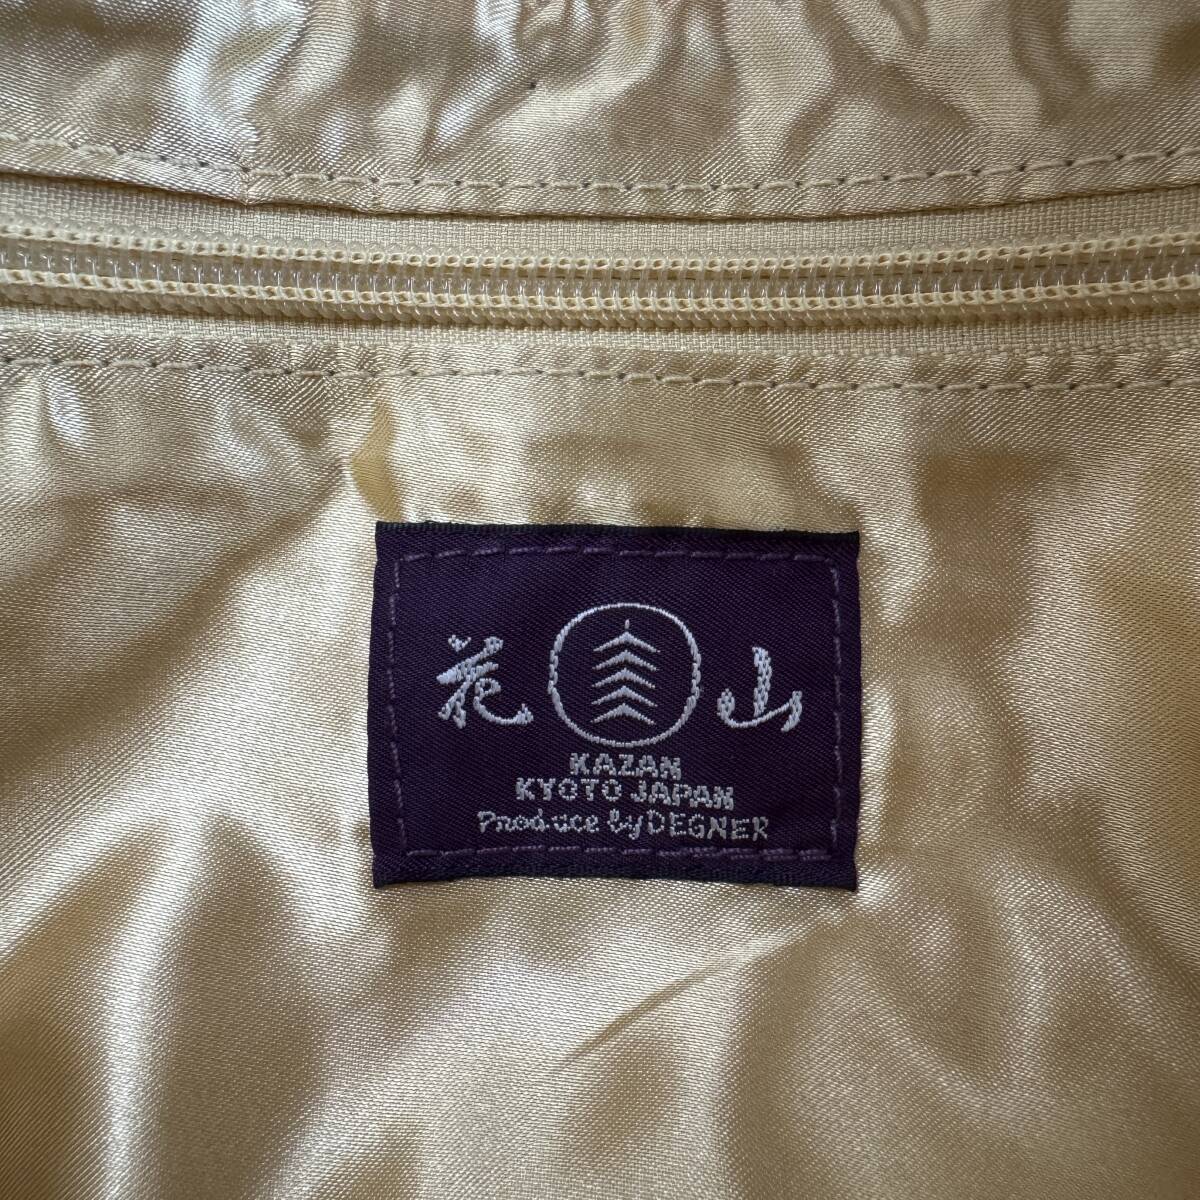 花山
KAZAN
KYOTO JAPAN
Produce by DEGNER